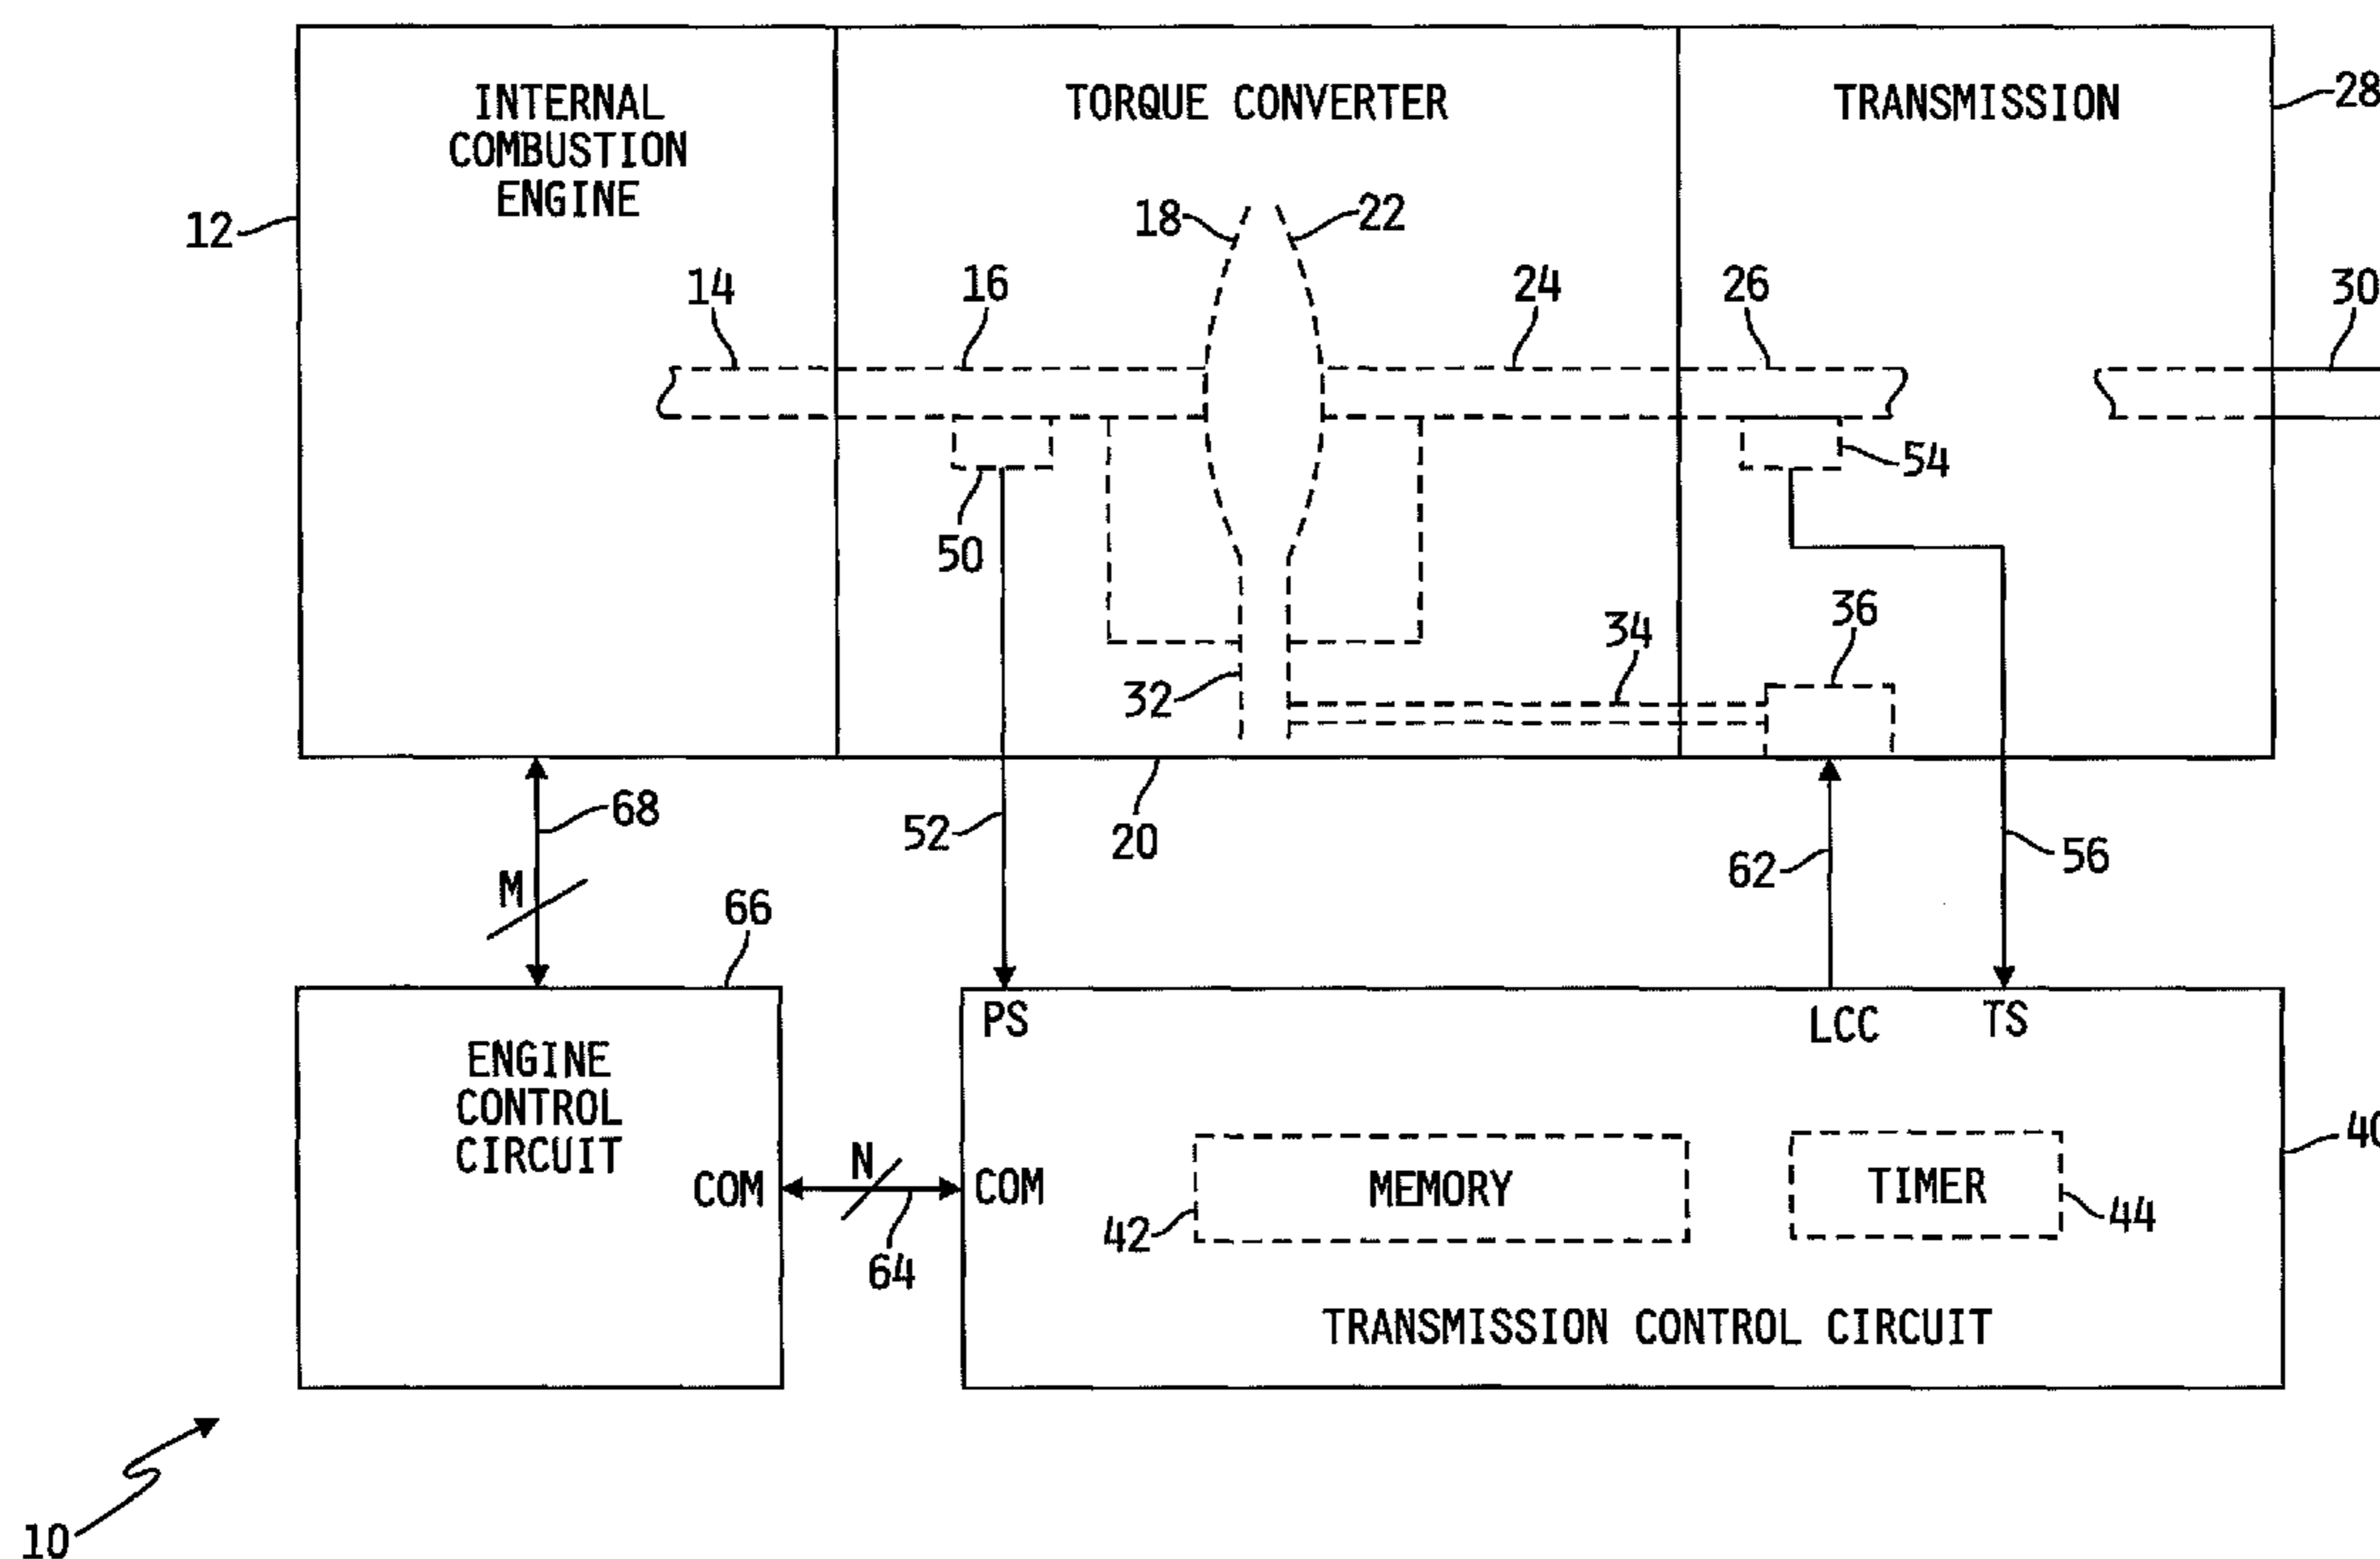 INTERNAL
COMBUSTION
ENGINE
TORQUE CONVERTER
TRANSMISSION
28
12
18
22
14
16
24
26
30
50
54
32
34
36
68
M
52
20
62
56
66
PS
LCC
TS
ENGINE
CONTROL
CIRCUIT
COM
N
COM
64
MEMORY
42
TIMER
44
40
TRANSMISSION CONTROL CIRCUIT
10